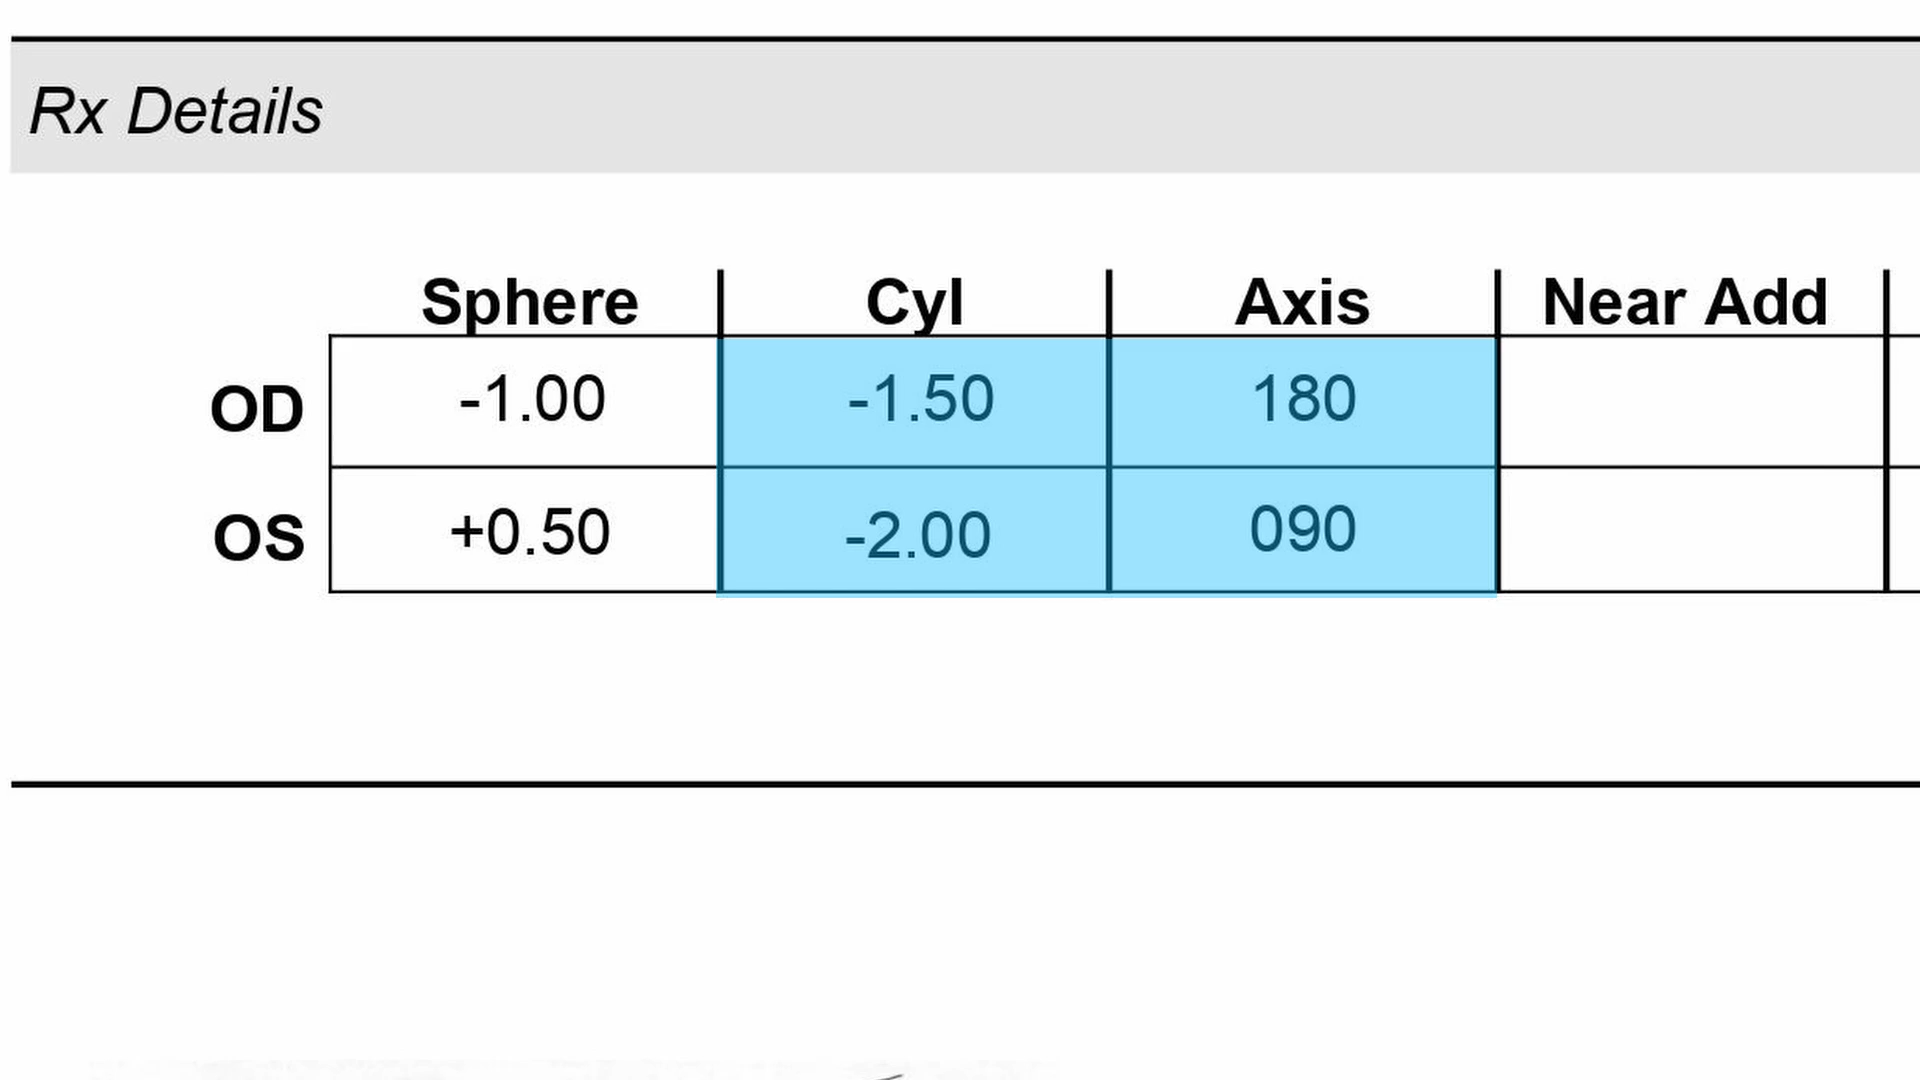 Rx Details
Sphere Cyl Axis Near Add
OD -1.00 -1.50 180
OS +0.50 -2.00 090